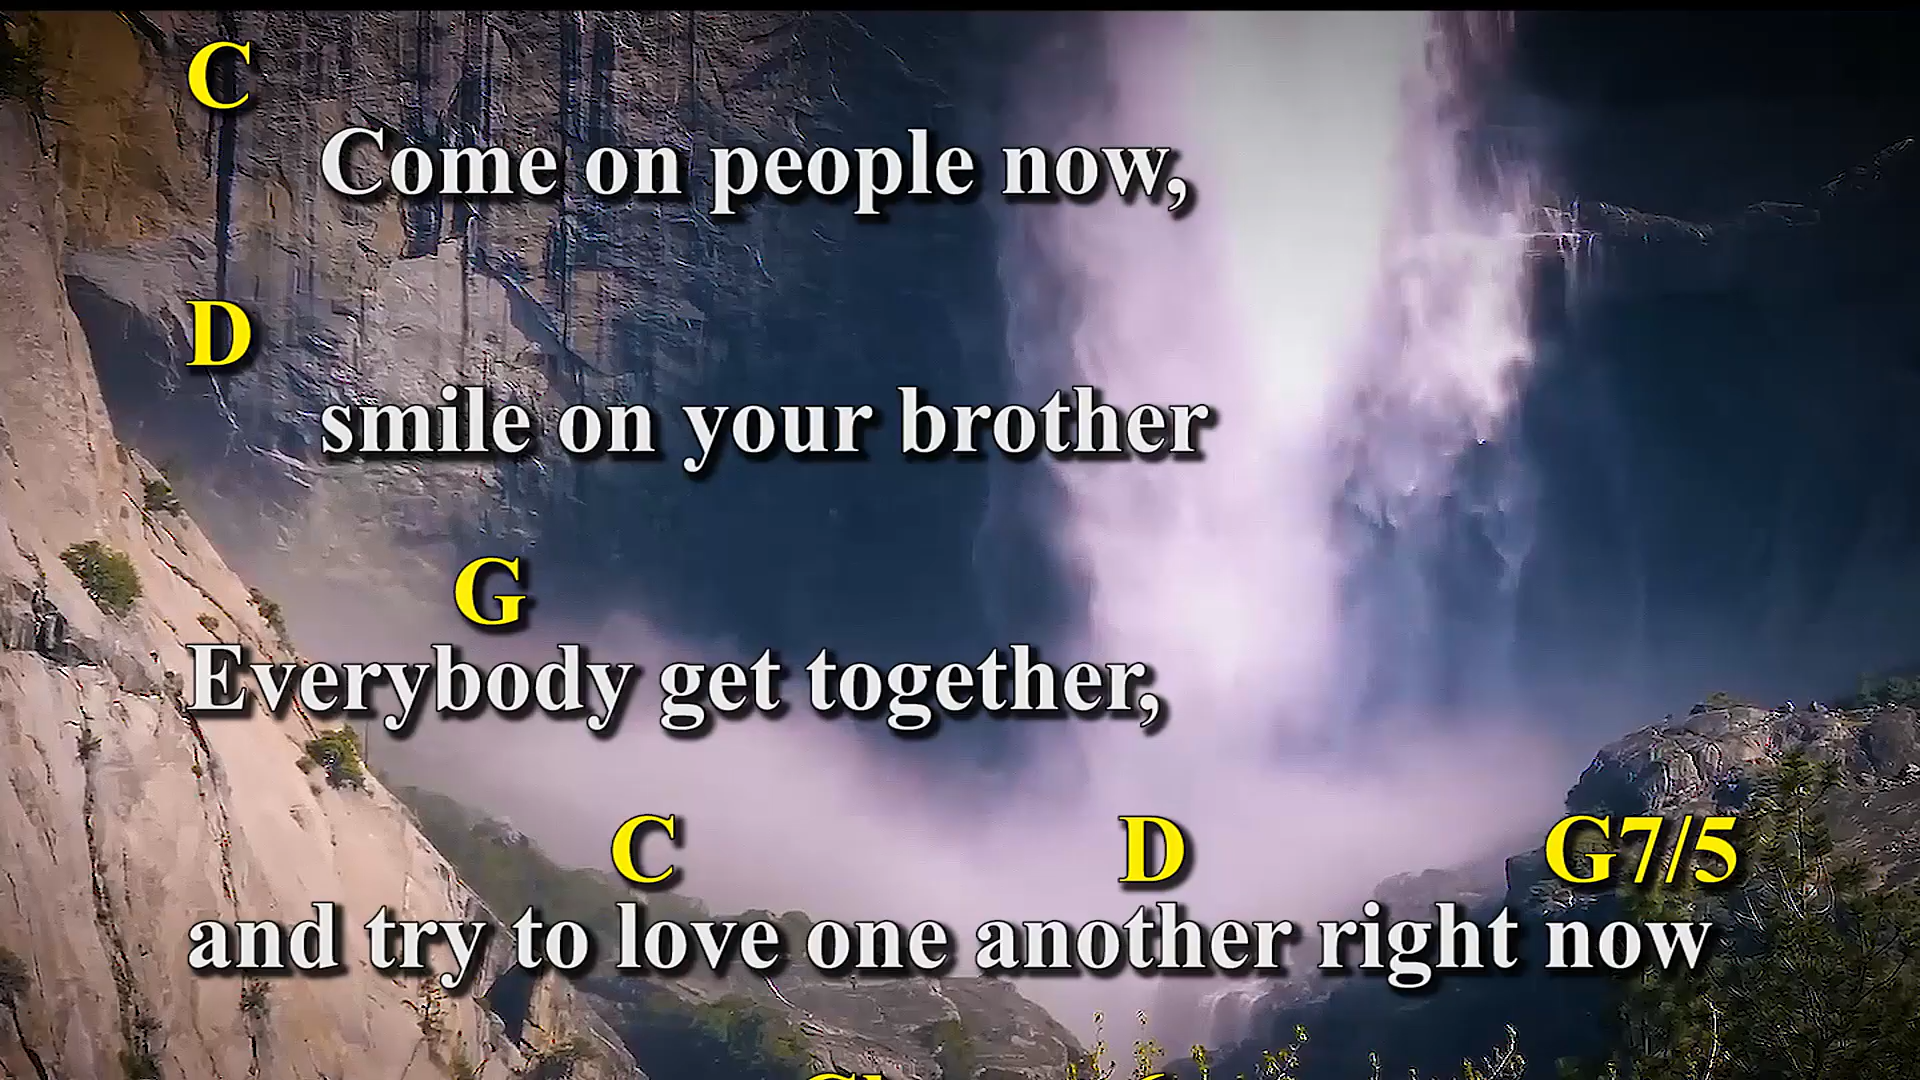 C
Come on people now,
D
smile on your brother
G
Everybody get together,
C D G7/5
and try to love one another right now